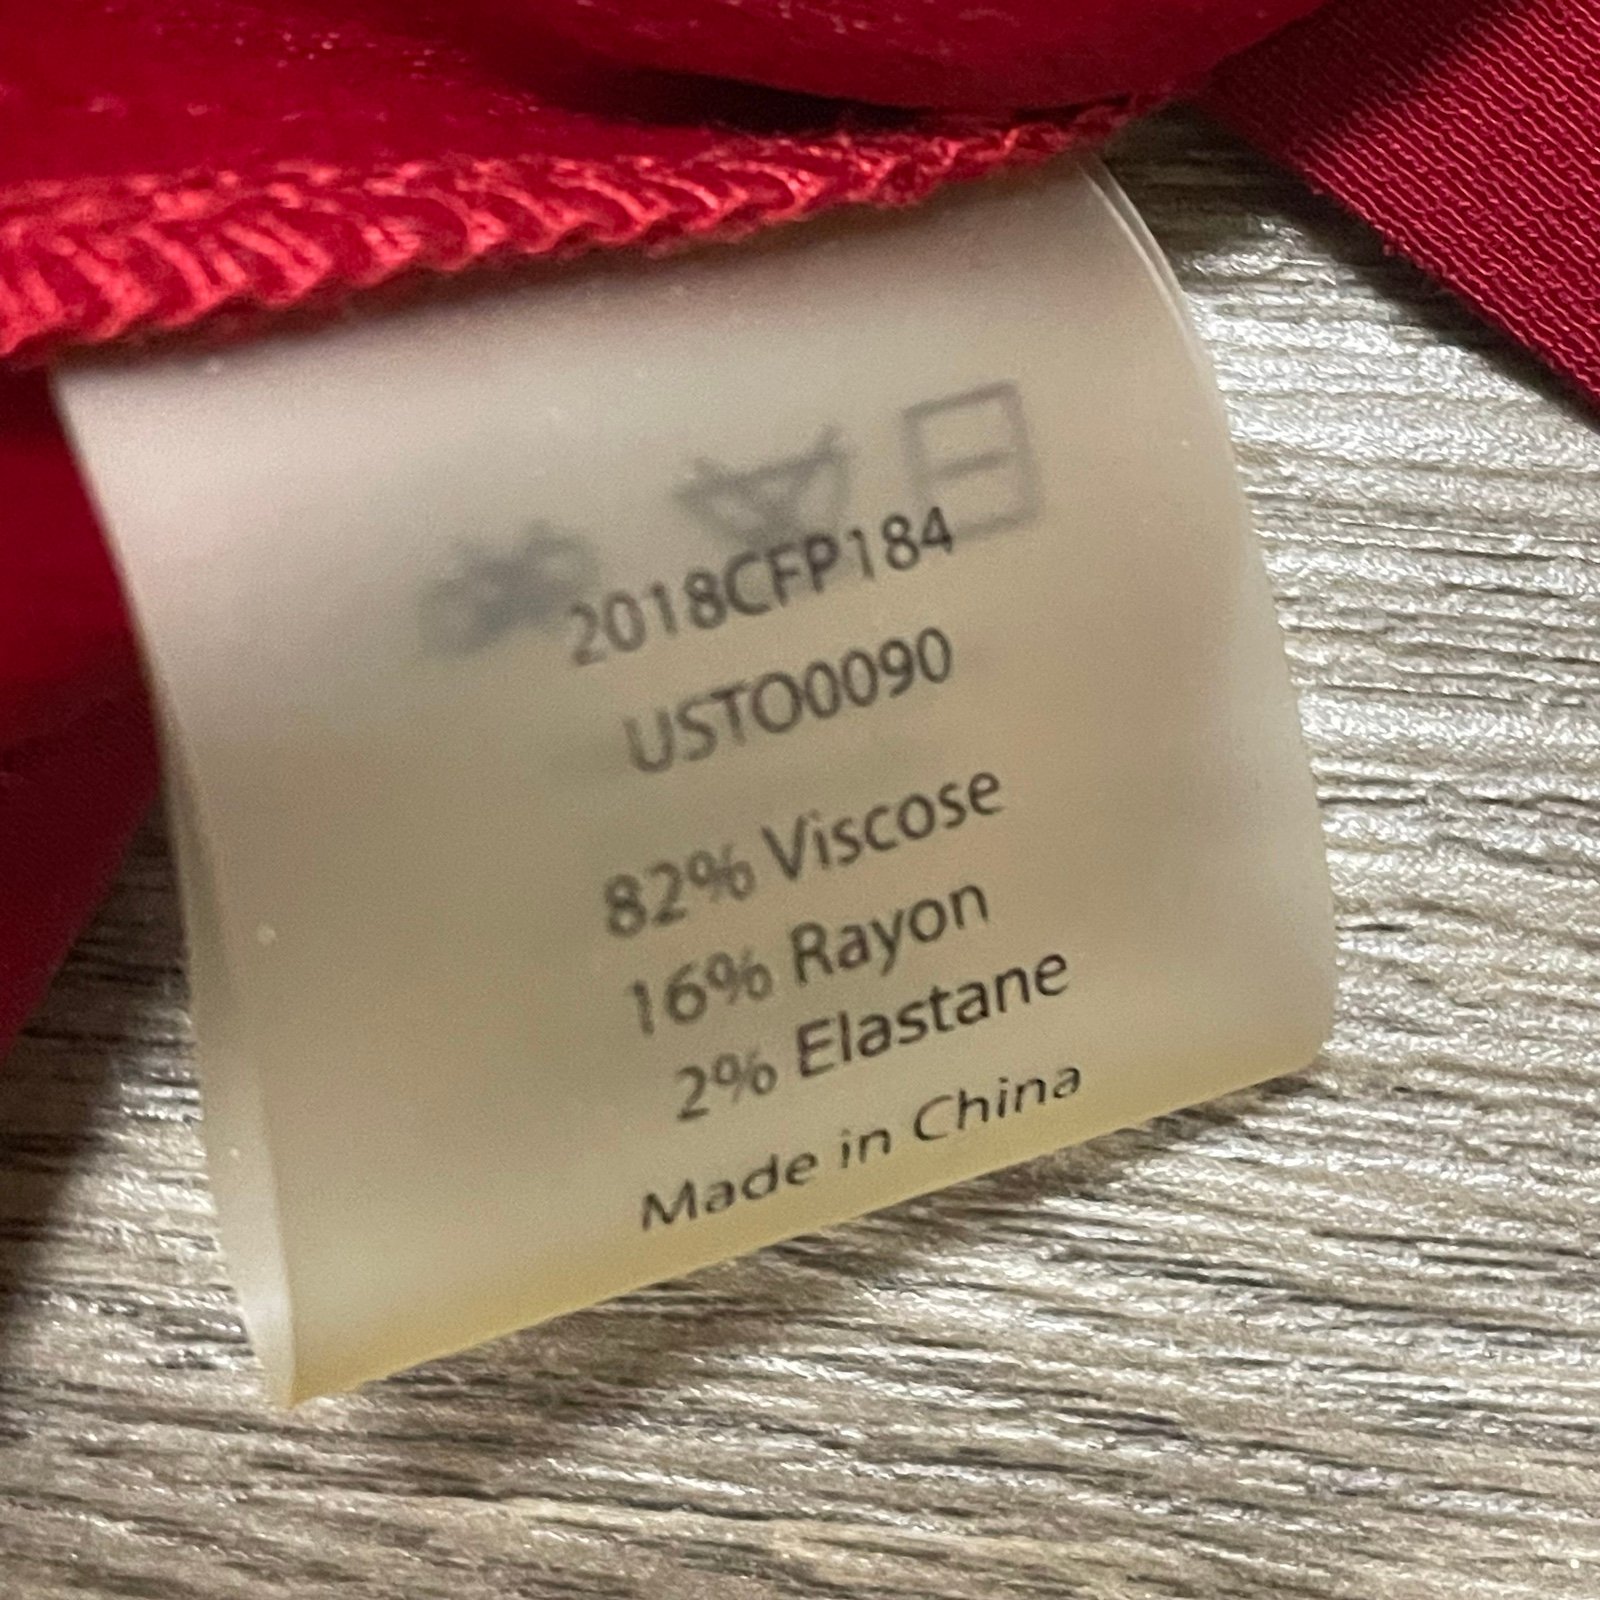 2018CFP184
USTO0090
82% Viscose
16% Rayon
2% Elastane
Made in China